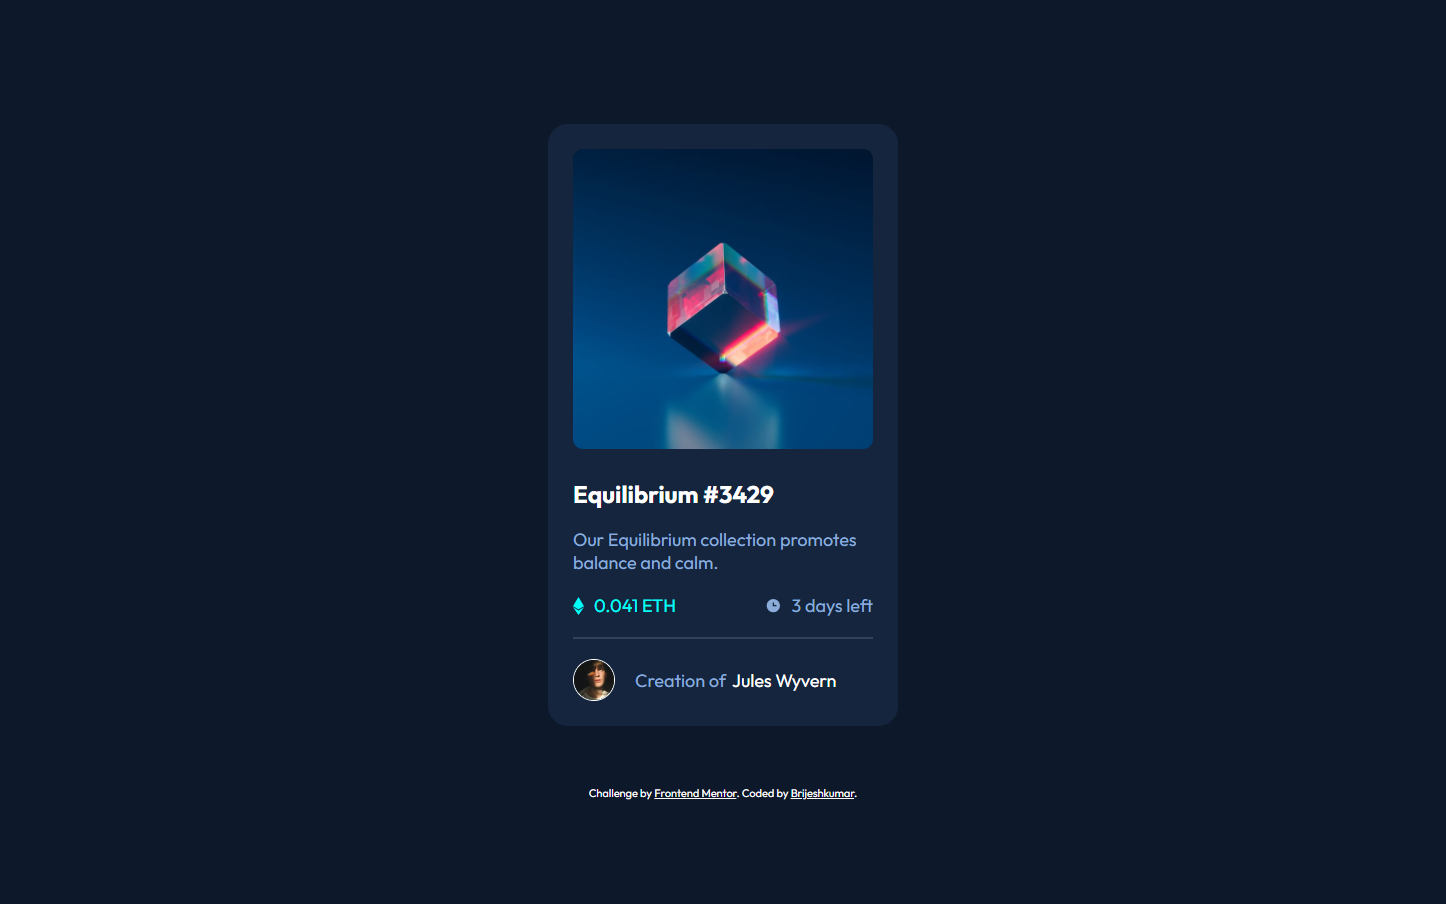 Equilibrium #3429
Our Equilibrium collection promotes
balance and calm.
0.041 ETH
3 days left
Creation of Jules Wyvern
Challenge by Frontend Mentor. Coded by Brijeshkumar.